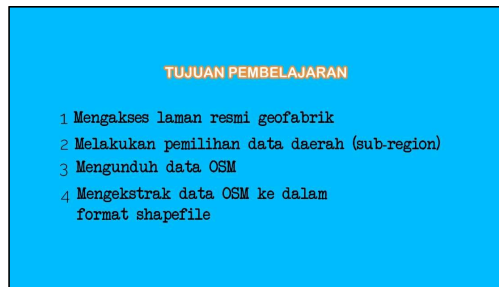 TUJUAN PEMBELAJARAN
1 Mengakses laman resmi geofabrik
2 Melakukan pemilihan data daerah (sub-region)
3 Mengunduh data OSM
4 Mengekstrak data OSM ke dalam
format shapefile